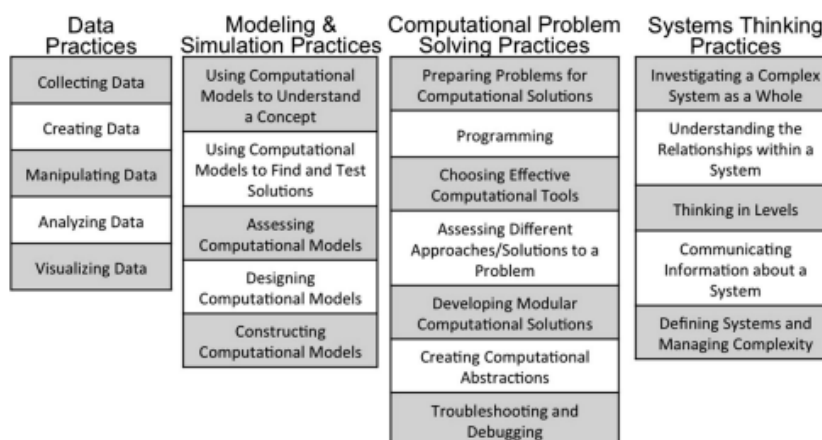 Data
Practices
Collecting Data
Creating Data
Manipulating Data
Analyzing Data
Visualizing Data
Modeling &
Simulation Practices
Using Computational
Models to Understand
a Concept
Using Computational
Models to Find and Test
Solutions
Assessing
Computational Models
Designing
Computational Models
Constructing
Computational Models
Computational Problem
Solving Practices
Preparing Problems for
Computational Solutions
Programming
Choosing Effective
Computational Tools
Assessing Different
Approaches/Solutions to a
Problem
Developing Modular
Computational Solutions
Creating Computational
Abstractions
Troubleshooting and
Debugging
Systems Thinking
Practices
Investigating a Complex
System as a Whole
Understanding the
Relationships within a
System
Thinking in Levels
Communicating
Information about a
System
Defining Systems and
Managing Complexity